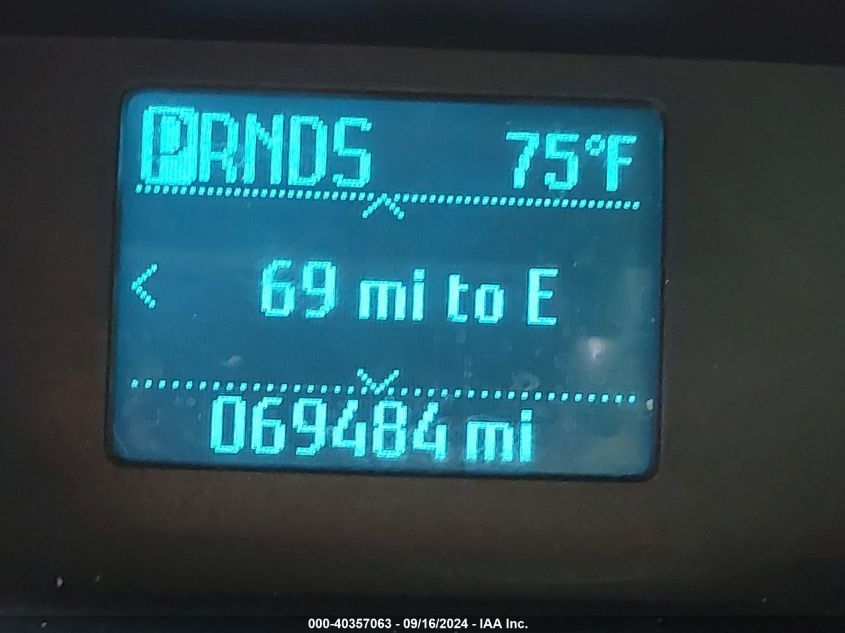 PRNDS 75°F
< 69 mi to E
069484 mi
000-40357063 - 09/16/2024 - IAA Inc.